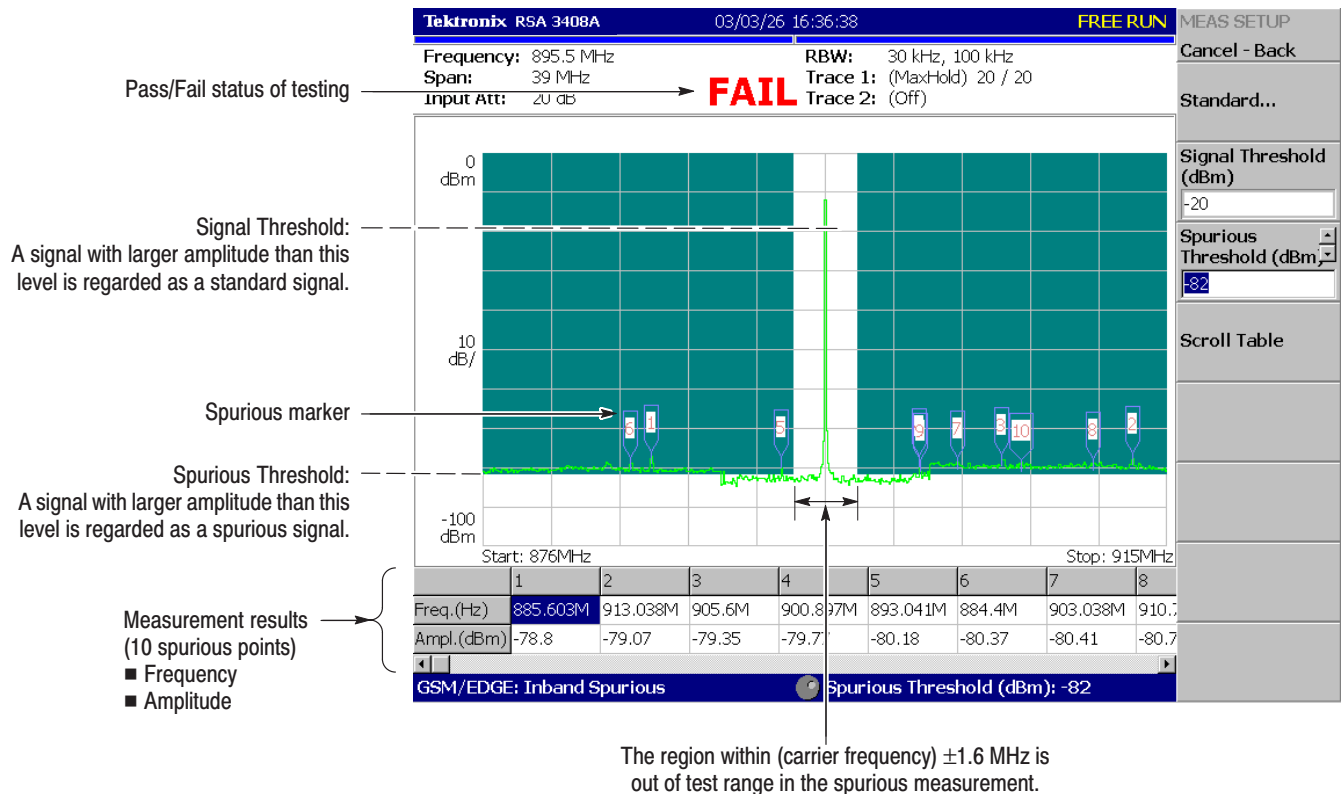 Tektronix RSA 3408A 03/03/26 16:36:38 FREE RUN
Frequency: 895.5 MHz
Span: 39 MHz
Input Att: 20 dB
FAIL
RBW: 30 kHz, 100 kHz
Trace 1: (MaxHold) 20 / 20
Trace 2: (Off)
MEAS SETUP
Cancel - Back
Standard...
Signal Threshold
(dBm)
-20
Spurious
Threshold (dBm)
-82
Scroll Table
Pass/Fail status of testing
Signal Threshold:
A signal with larger amplitude than this
level is regarded as a standard signal.
Spurious marker
Spurious Threshold:
A signal with larger amplitude than this
level is regarded as a spurious signal.
0
dBm
10
dB/
-100
dBm
6 1 5 9 7 3 10 8 2
Start: 876MHz Stop: 915MHz
1 2 3 4 5 6 7 8
Freq.(Hz) 885.603M 913.038M 905.6M 900.897M 893.041M 884.4M 903.038M 910.7
Ampl.(dBm) -78.8 -79.07 -79.35 -79.77 -80.18 -80.37 -80.41 -80.7
GSM/EDGE: Inband Spurious Spurious Threshold (dBm): -82
Measurement results
(10 spurious points)
■ Frequency
■ Amplitude
The region within (carrier frequency) ±1.6 MHz is
out of test range in the spurious measurement.